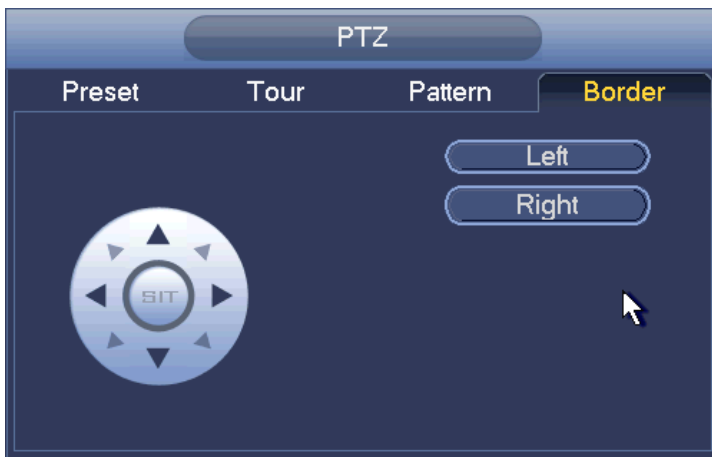 PTZ
Preset Tour Pattern Border
Left
Right
SIT